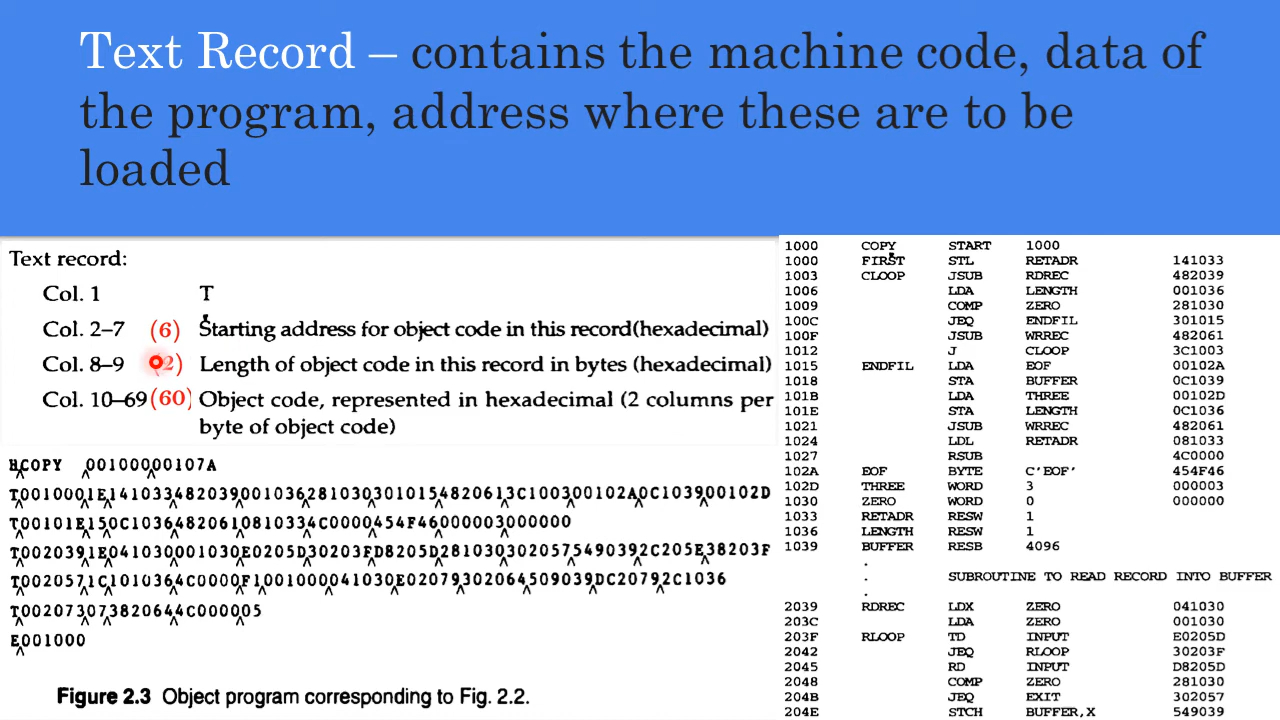 Text Record – contains the machine code, data of
the program, address where these are to be
loaded
Text record:
Col. 1 T
Col. 2–7 (6) Starting address for object code in this record(hexadecimal)
Col. 8–9 (2) Length of object code in this record in bytes (hexadecimal)
Col. 10–69(60) Object code, represented in hexadecimal (2 columns per
byte of object code)
HCOPY 00100000107A
T0010001E1410334820390010362810303010154820613C100300102A0C103900102D
T00101E150C10364820610810334C0000454F46000003000000
T0020391E041030001030E0205D30203FD8205D2810303020575490392C205E38203F
T0020571C1010364C0000F1001000041030E02079302064509039DC20792C1036
T002073073820644C000005
E001000
Figure 2.3 Object program corresponding to Fig. 2.2.
1000 COPY START 1000
1000 FIRST STL RETADR 141033
1003 CLOOP JSUB RDREC 482039
1006 LDA LENGTH 001036
1009 COMP ZERO 281030
100C JEQ ENDFIL 301015
100F JSUB WRREC 482061
1012 J CLOOP 3C1003
1015 ENDFIL LDA EOF 00102A
1018 STA BUFFER 0C1039
101B LDA THREE 00102D
101E STA LENGTH 0C1036
1021 JSUB WRREC 482061
1024 LDL RETADR 081033
1027 RSUB 4C0000
102A EOF BYTE C'EOF' 454F46
102D THREE WORD 3 000003
1030 ZERO WORD 0 000000
1033 RETADR RESW 1
1036 LENGTH RESW 1
1039 BUFFER RESB 4096
.
. SUBROUTINE TO READ RECORD INTO BUFFER
.
2039 RDREC LDX ZERO 041030
203C LDA ZERO 001030
203F RLOOP TD INPUT E0205D
2042 JEQ RLOOP 30203F
2045 RD INPUT D8205D
2048 COMP ZERO 281030
204B JEQ EXIT 302057
204E STCH BUFFER,X 549039